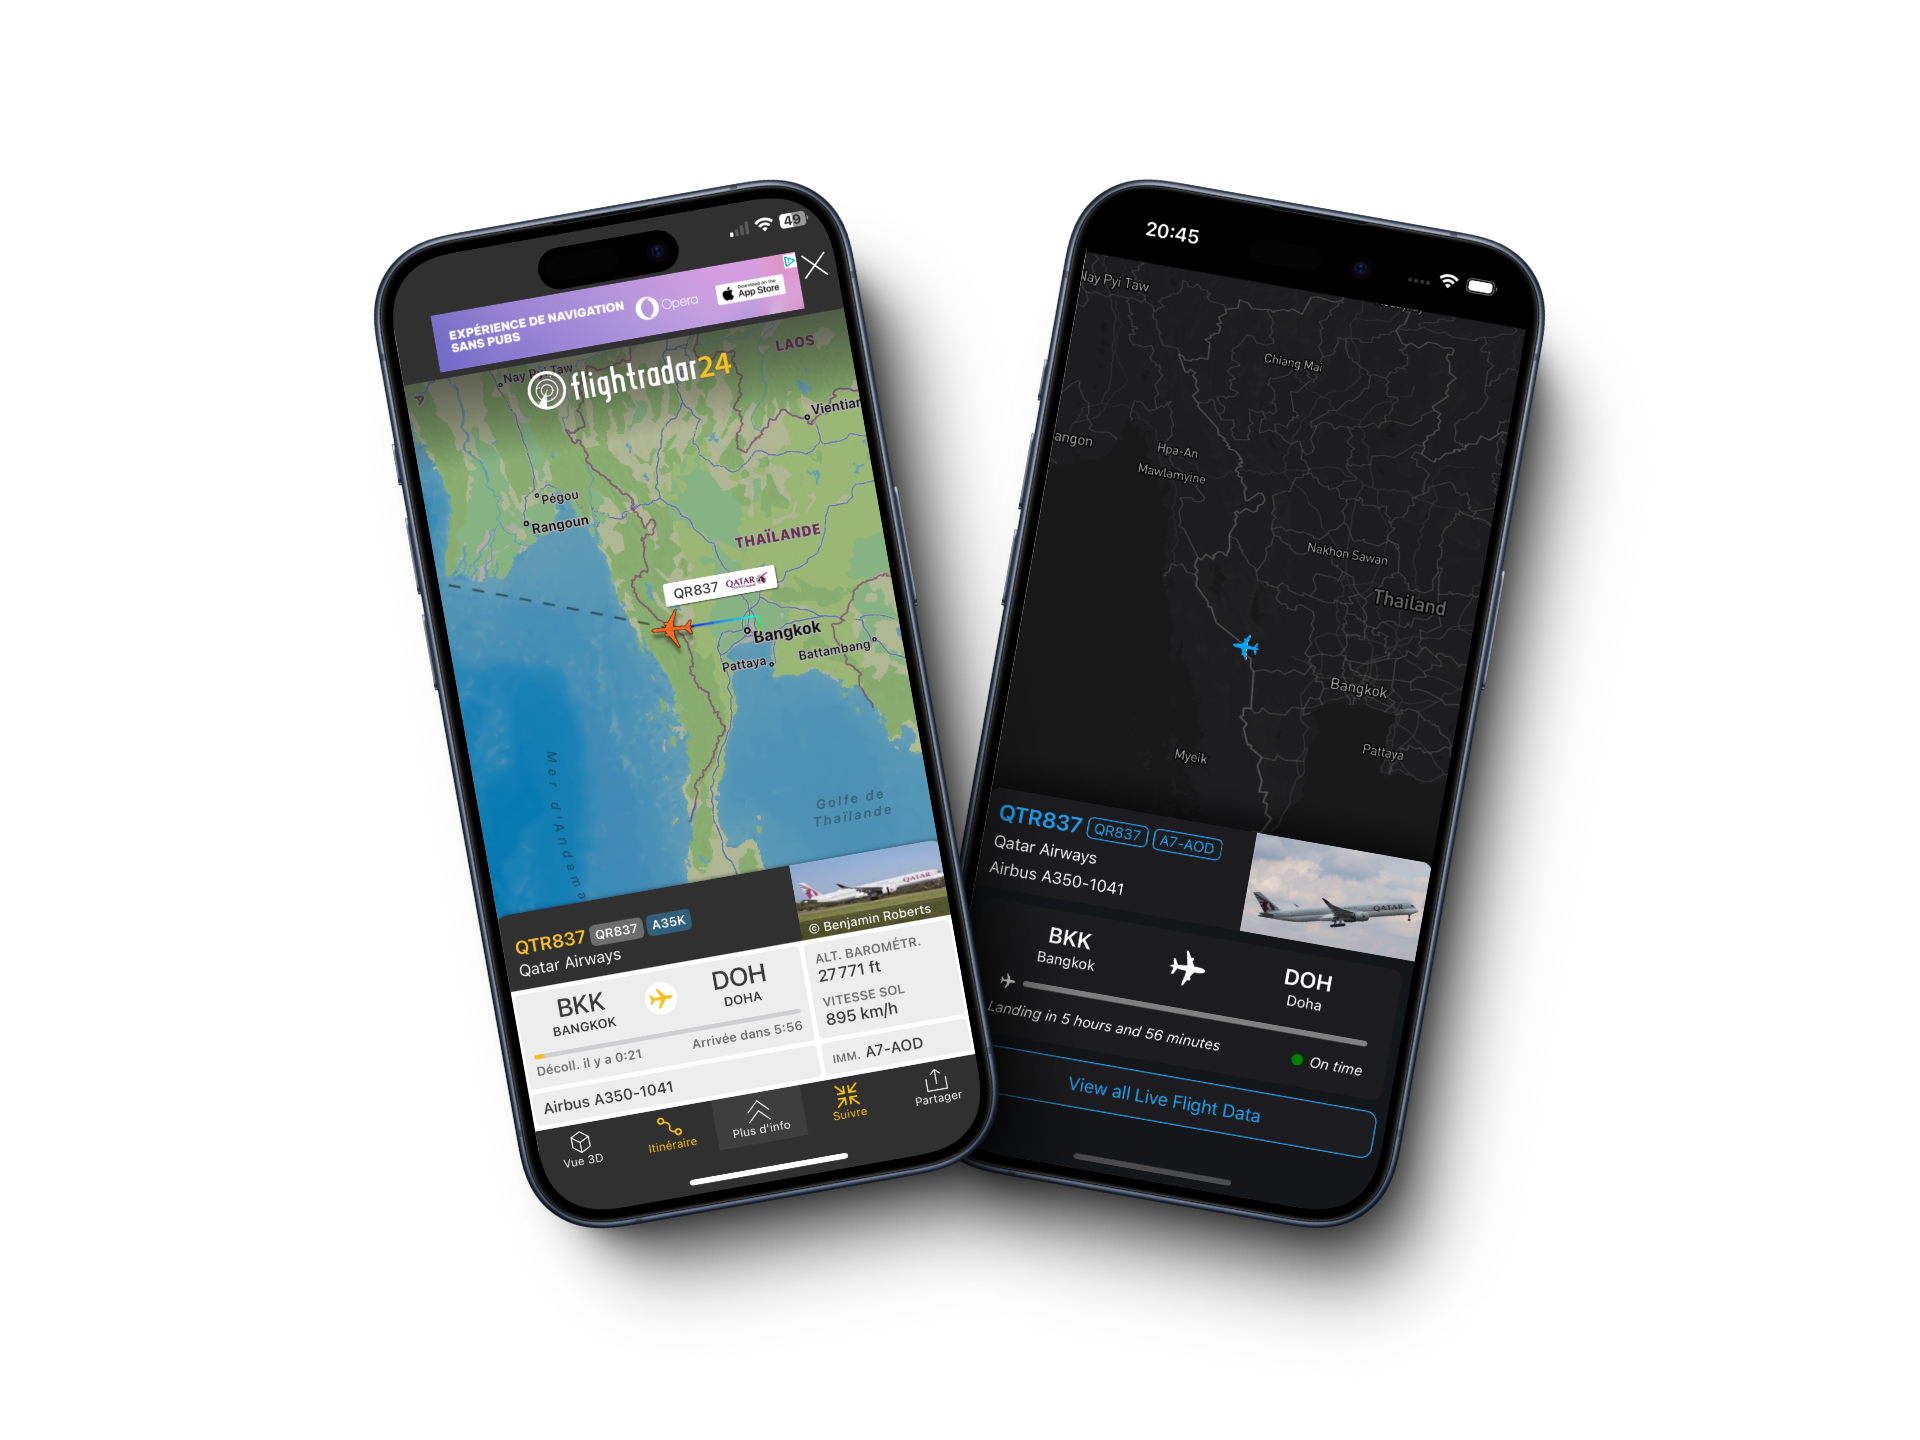 49
EXPÉRIENCE DE NAVIGATION
SANS PUBS
Opera
Download on the
App Store
LAOS
Nay Pyi Taw
flightradar24
Vientian
Pégou
Rangoun
THAÏLANDE
QR837 QATAR
Bangkok
Pattaya
Battambang
Mer d'Andama
Golfe de
Thaïlande
QTR837 QR837 A35K
Qatar Airways
QATAR
© Benjamin Roberts
BKK
BANGKOK
DOH
DOHA
Décoll. il y a 0:21
Arrivée dans 5:56
ALT. BAROMÉTR.
27 771 ft
VITESSE SOL
895 km/h
Airbus A350-1041
IMM. A7-AOD
Vue 3D
Itinéraire
Plus d'info
Suivre
Partager
20:45
Nay Pyi Taw
Chiang Mai
angon
Hpa-An
Mawlamyine
Nakhon Sawan
Thailand
Bangkok
Pattaya
Myeik
QTR837 QR837 A7-AOD
Qatar Airways
Airbus A350-1041
QATAR
BKK
Bangkok
DOH
Doha
Landing in 5 hours and 56 minutes
On time
View all Live Flight Data